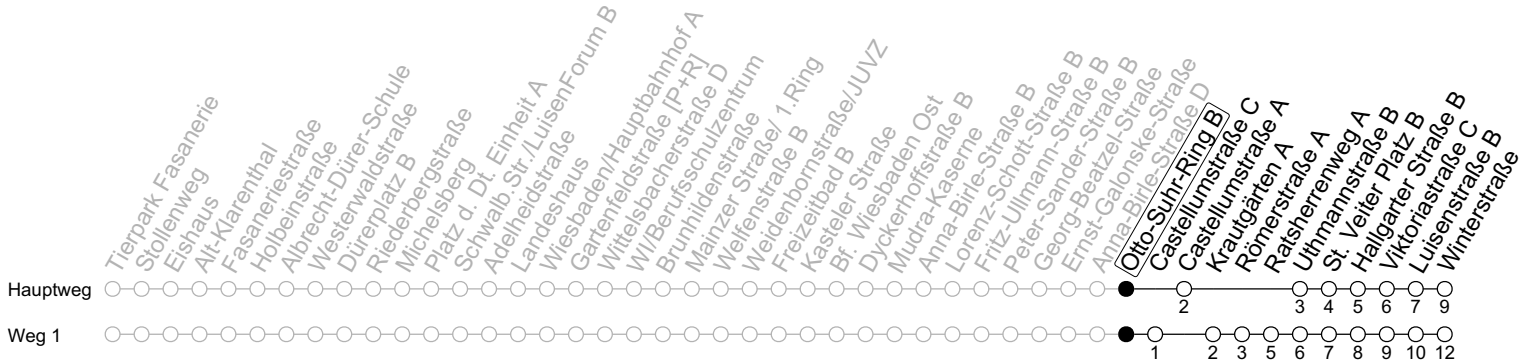 Tierpark Fasanerie
Stollenweg
Eishaus
Alt-Klarenthal
Fasaneriestraße
Holbeinstraße
Albrecht-Dürer-Schule
Westerwaldstraße
Dürerplatz B
Riederbergstraße
Michelsberg
Platz d. Dt. Einheit A
Schwalb.Str./LuisenForum B
Adelheidstraße
Landeshaus
Wiesbaden/Hauptbahnhof A
Gartenfeldstraße [P+R]
Wittelsbacherstraße D
WI/Berufsschulzentrum
Brunhildenstraße
Mainzer Straße/ 1.Ring
Welfenstraße B
Weidenbornstraße/JUVZ
Freizeitbad B
Kasteler Straße
Bf. Wiesbaden Ost
Dyckerhoffstraße B
Mudra-Kaserne
Anna-Birle-Straße B
Lorenz-Schott-Straße B
Fritz-Ullmann-Straße B
Peter-Sander-Straße B
Georg-Beatzel-Straße
Ernst-Galonske-Straße
Anna-Birle-Straße D
Otto-Suhr-Ring B
Castellumstraße C
Castellumstraße A
Krautgärten A
Römerstraße A
Ratsherrenweg A
Uthmannstraße B
St. Veiter Platz B
Hallgarter Straße B
Viktoriastraße C
Luisenstraße B
Winterstraße
Hauptweg
2 3 4 5 6 7 9
Weg 1
1 2 3 5 6 7 8 9 10 12